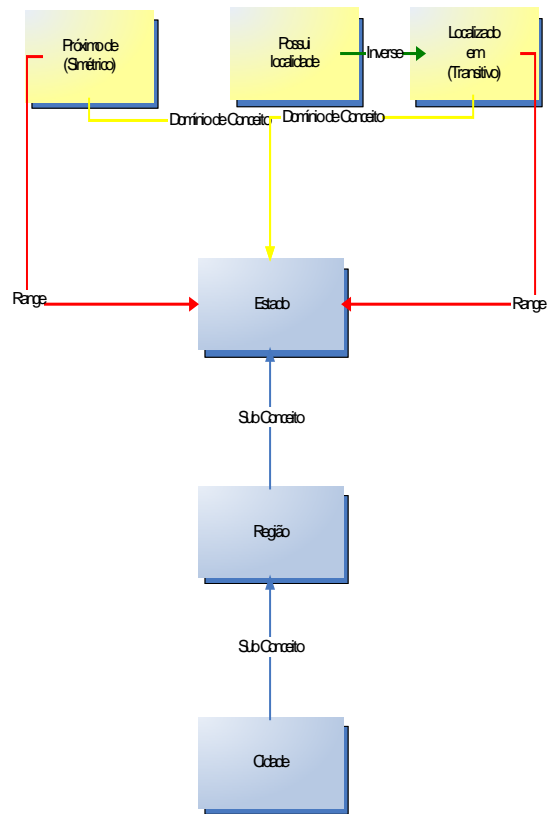 Próximo de
(Simétrico)
Possui
localidade
Inverse
Localizado
em
(Transitivo)
Domínio de Conceito
Domínio de Conceito
Range
Estado
Range
Sub Conceito
Região
Sub Conceito
Cidade